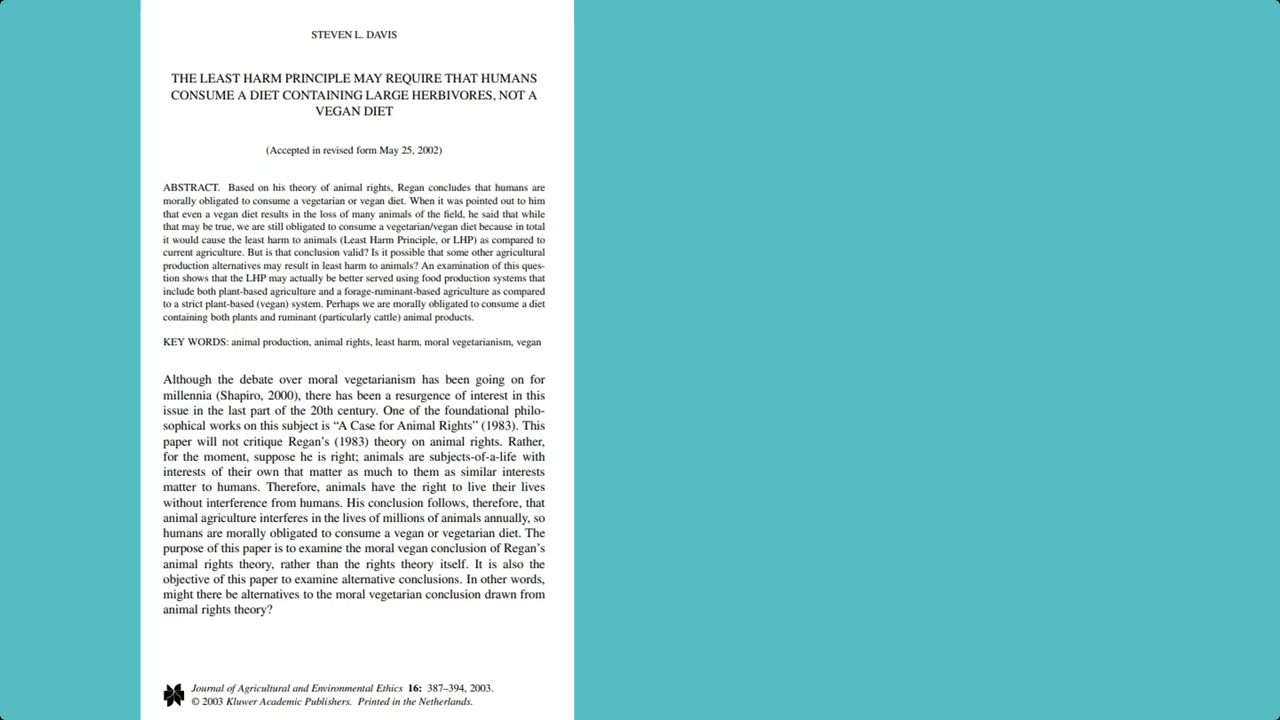 STEVEN L. DAVIS
THE LEAST HARM PRINCIPLE MAY REQUIRE THAT HUMANS
CONSUME A DIET CONTAINING LARGE HERBIVORES, NOT A
VEGAN DIET
(Accepted in revised form May 25, 2002)
ABSTRACT. Based on his theory of animal rights, Regan concludes that humans are
morally obligated to consume a vegetarian or vegan diet. When it was pointed out to him
that even a vegan diet results in the loss of many animals of the field, he said that while
that may be true, we are still obligated to consume a vegetarian/vegan diet because in total
it would cause the least harm to animals (Least Harm Principle, or LHP) as compared to
current agriculture. But is that conclusion valid? Is it possible that some other agricultural
production alternatives may result in least harm to animals? An examination of this ques-
tion shows that the LHP may actually be better served using food production systems that
include both plant-based agriculture and a forage-ruminant-based agriculture as compared
to a strict plant-based (vegan) system. Perhaps we are morally obligated to consume a diet
containing both plants and ruminant (particularly cattle) animal products.
KEY WORDS: animal production, animal rights, least harm, moral vegetarianism, vegan
Although the debate over moral vegetarianism has been going on for
millennia (Shapiro, 2000), there has been a resurgence of interest in this
issue in the last part of the 20th century. One of the foundational philo-
sophical works on this subject is “A Case for Animal Rights” (1983). This
paper will not critique Regan’s (1983) theory on animal rights. Rather,
for the moment, suppose he is right; animals are subjects-of-a-life with
interests of their own that matter as much to them as similar interests
matter to humans. Therefore, animals have the right to live their lives
without interference from humans. His conclusion follows, therefore, that
animal agriculture interferes in the lives of millions of animals annually, so
humans are morally obligated to consume a vegan or vegetarian diet. The
purpose of this paper is to examine the moral vegan conclusion of Regan’s
animal rights theory, rather than the rights theory itself. It is also the
objective of this paper to examine alternative conclusions. In other words,
might there be alternatives to the moral vegetarian conclusion drawn from
animal rights theory?
Journal of Agricultural and Environmental Ethics 16: 387–394, 2003.
© 2003 Kluwer Academic Publishers. Printed in the Netherlands.